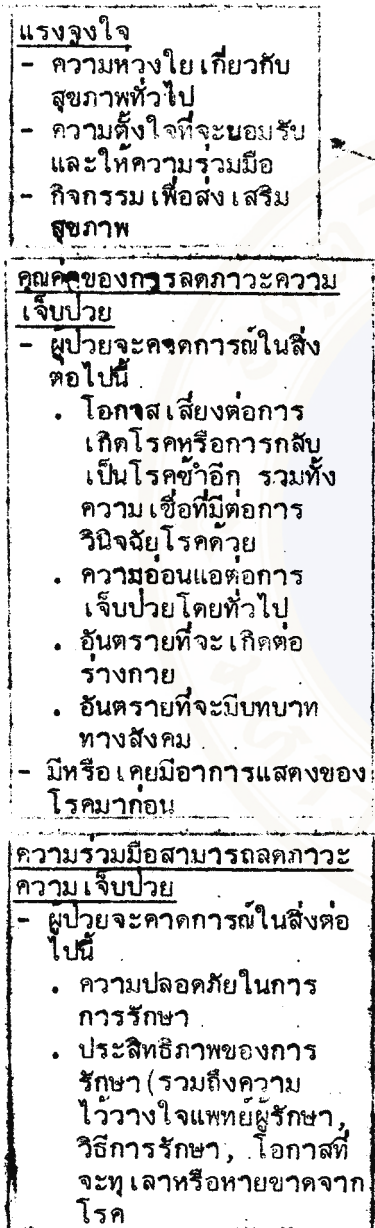 แรงจูงใจ
- ความห่วงใยเกี่ยวกับ
สุขภาพทั่วไป
- ความตั้งใจที่จะยอมรับ
และให้ความร่วมมือ
- กิจกรรมเพื่อส่งเสริม
สุขภาพ
คุณค่าของการลดภาวะความ
เจ็บป่วย
- ผู้ป่วยจะคาดการณ์ในสิ่ง
ต่อไปนี้
. โอกาสเสี่ยงต่อการ
เกิดโรคหรือการกลับ
เป็นโรคซ้ำอีก รวมทั้ง
ความเชื่อที่มีต่อการ
วินิจฉัยโรคด้วย
. ความอ่อนแอต่อการ
เจ็บป่วยโดยทั่วไป
. อันตรายที่จะเกิดต่อ
ร่างกาย
. อันตรายที่จะมีบทบาท
ทางสังคม
- มีหรือเคยมีอาการแสดงของ
โรคมาก่อน
ความร่วมมือสามารถลดภาวะ
ความเจ็บป่วย
- ผู้ป่วยจะคาดการณ์ในสิ่งต่อ
ไปนี้
. ความปลอดภัยในการ
การรักษา
. ประสิทธิภาพของการ
รักษา (รวมถึงความ
ไว้วางใจแพทย์ผู้รักษา,
วิธีการรักษา, โอกาสที่
จะทุเลาหรือหายขาดจาก
โรค